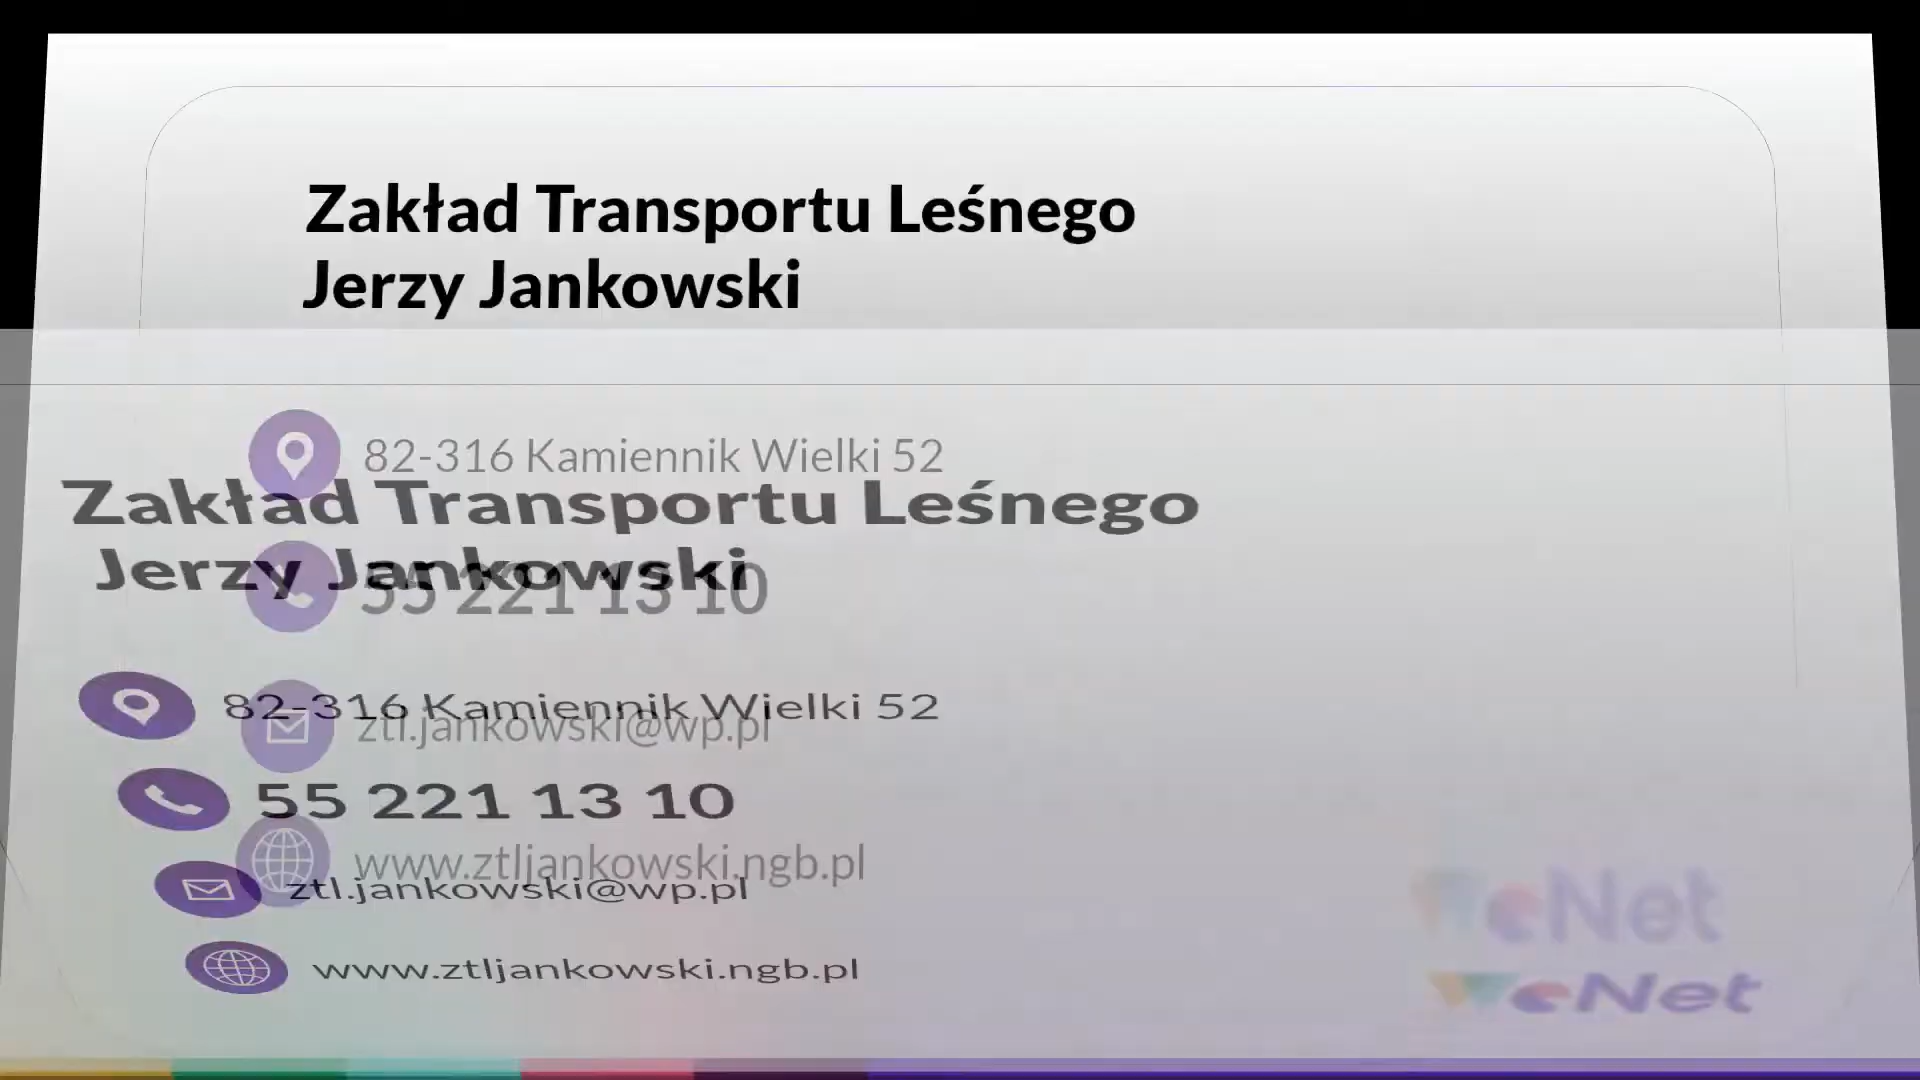 Zakład Transportu Leśnego
Jerzy Jankowski
82-316 Kamiennik Wielki 52
Zakład Transportu Leśnego
Jerzy Jankowski
55 221 13 10
82-316 Kamiennik Wielki 52
ztl.jankowski@wp.pl
55 221 13 10
www.ztljankowski.ngb.pl
ztl.jankowski@wp.pl
WeNet
www.ztljankowski.ngb.pl
WeNet